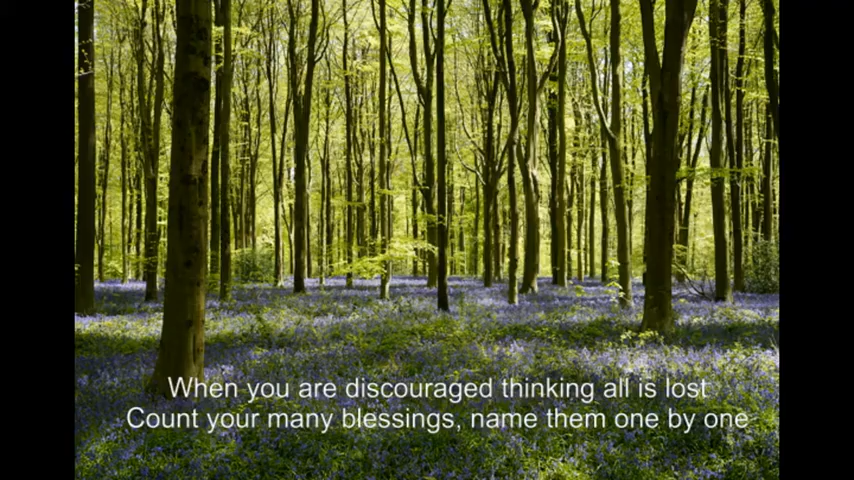 When you are discouraged thinking all is lost
Count your many blessings, name them one by one